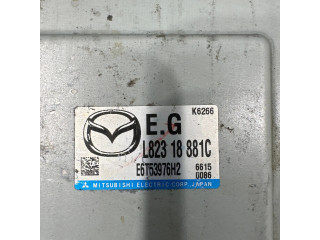 K6266
E.G
L823 18 881C
E6T53976H2 6615
0086
MITSUBISHI ELECTRIC CORP. JAPAN